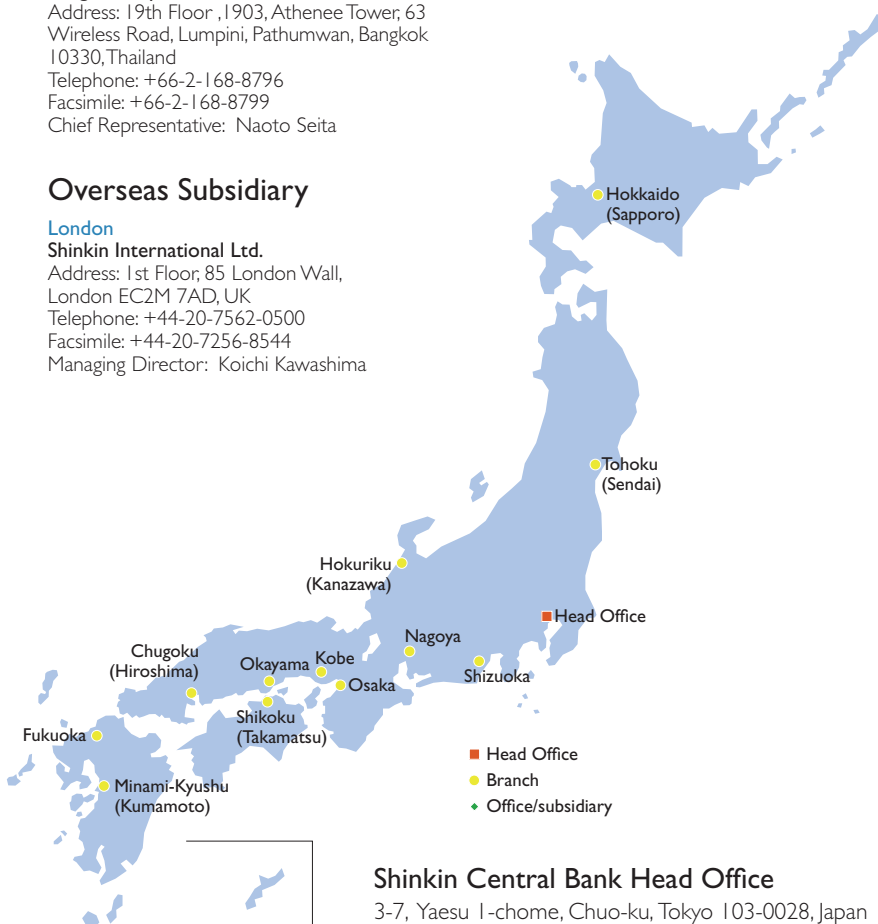 Address: 19th Floor ,1903, Athenee Tower, 63
Wireless Road, Lumpini, Pathumwan, Bangkok
10330, Thailand
Telephone: +66-2-168-8796
Facsimile: +66-2-168-8799
Chief Representative: Naoto Seita
Overseas Subsidiary
London
Shinkin International Ltd.
Address: 1st Floor, 85 London Wall,
London EC2M 7AD, UK
Telephone: +44-20-7562-0500
Facsimile: +44-20-7256-8544
Managing Director: Koichi Kawashima
Hokkaido
(Sapporo)
Tohoku
(Sendai)
Hokuriku
(Kanazawa)
Head Office
Nagoya
Shizuoka
Chugoku
(Hiroshima)
Okayama
Kobe
Osaka
Shikoku
(Takamatsu)
Fukuoka
Minami-Kyushu
(Kumamoto)
Head Office
Branch
Office/subsidiary
Shinkin Central Bank Head Office
3-7, Yaesu 1-chome, Chuo-ku, Tokyo 103-0028, Japan